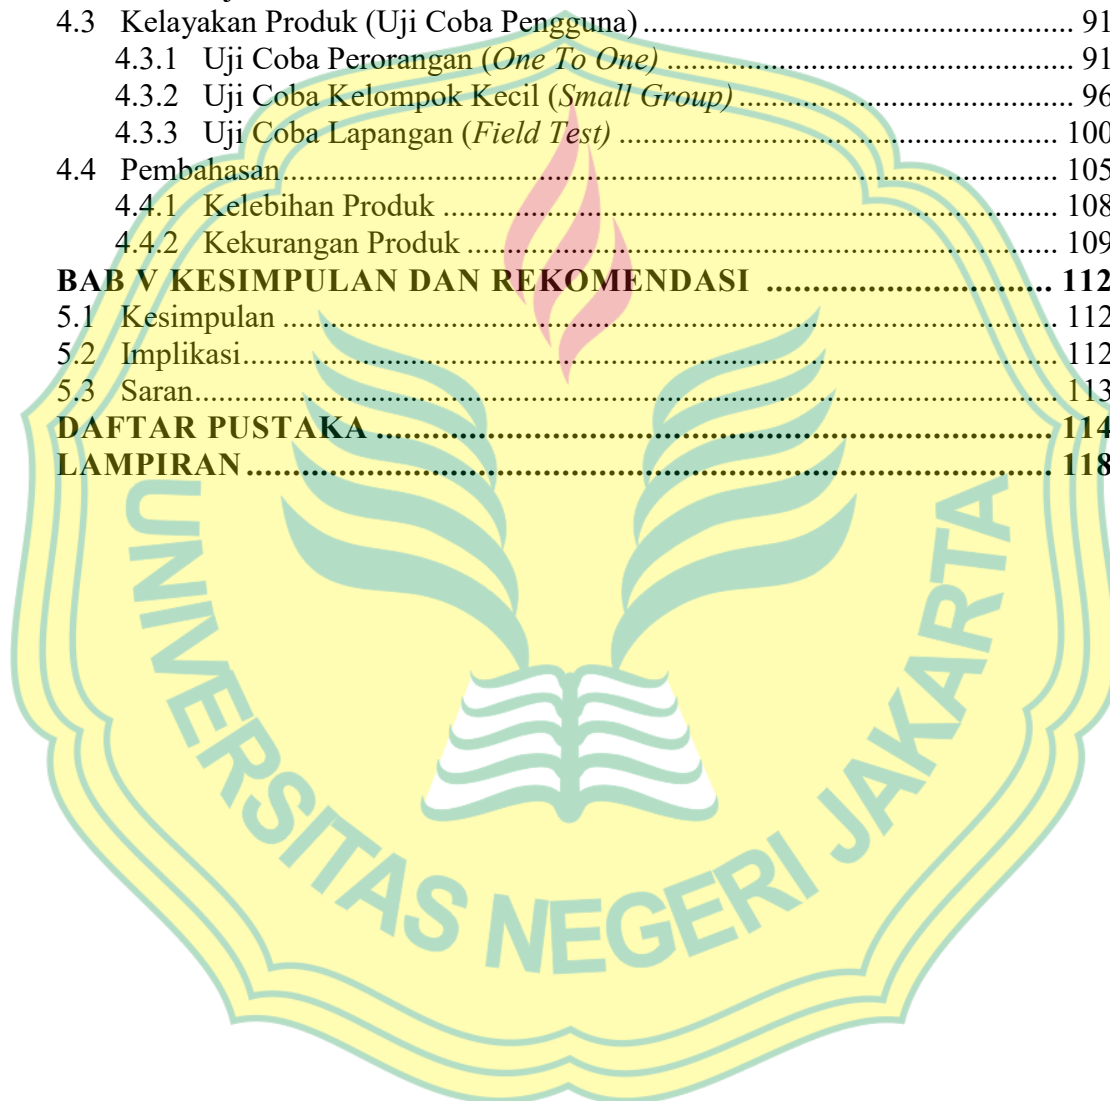 4.3 Kelayakan Produk (Uji Coba Pengguna) .......... 91
4.3.1 Uji Coba Perorangan (One To One) .......... 91
4.3.2 Uji Coba Kelompok Kecil (Small Group) .......... 96
4.3.3 Uji Coba Lapangan (Field Test) .......... 100
4.4 Pembahasan .......... 105
4.4.1 Kelebihan Produk .......... 108
4.4.2 Kekurangan Produk .......... 109
BAB V KESIMPULAN DAN REKOMENDASI .......... 112
5.1 Kesimpulan .......... 112
5.2 Implikasi .......... 112
5.3 Saran .......... 113
DAFTAR PUSTAKA .......... 114
LAMPIRAN .......... 118
UNIVERSITAS NEGERI JAKARTA